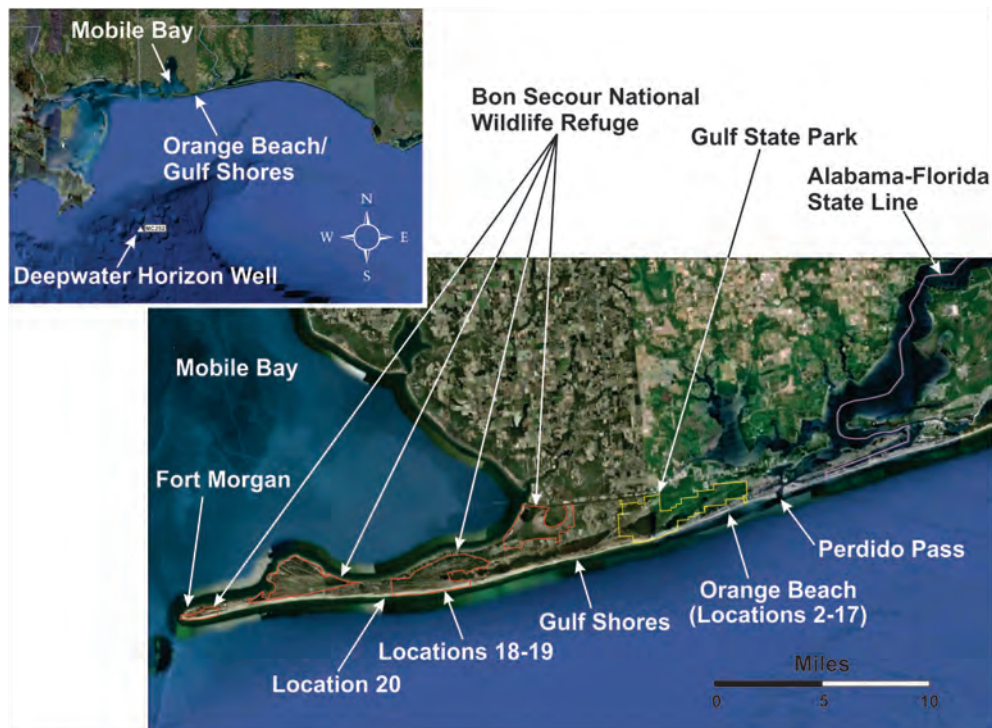 Mobile Bay
Orange Beach/
Gulf Shores
N
W
E
S
MC252
Deepwater Horizon Well
Bon Secour National
Wildlife Refuge
Gulf State Park
Alabama-Florida
State Line
Mobile Bay
Fort Morgan
Perdido Pass
Orange Beach
(Locations 2-17)
Gulf Shores
Locations 18-19
Location 20
Miles
0 5 10